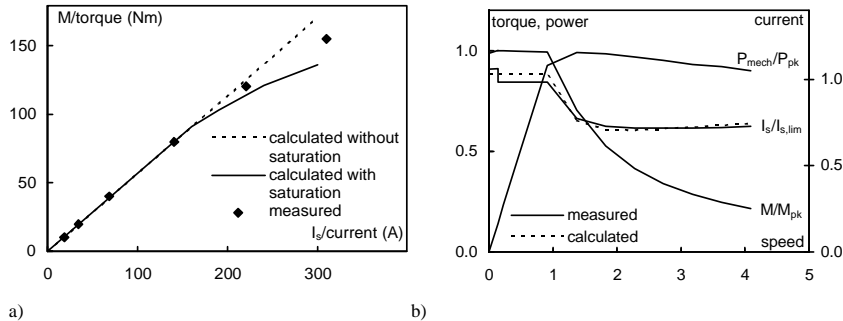 M/torque (Nm)
150
100
50
0
0
100
200
300
calculated without
saturation
calculated with
saturation
measured
I_s/current (A)
a)
torque, power
current
1.0
0.5
0.0
1.0
0.5
0.0
P_mech/P_pk
I_s/I_s,lim
M/M_pk
measured
calculated
speed
0
1
2
3
4
5
b)